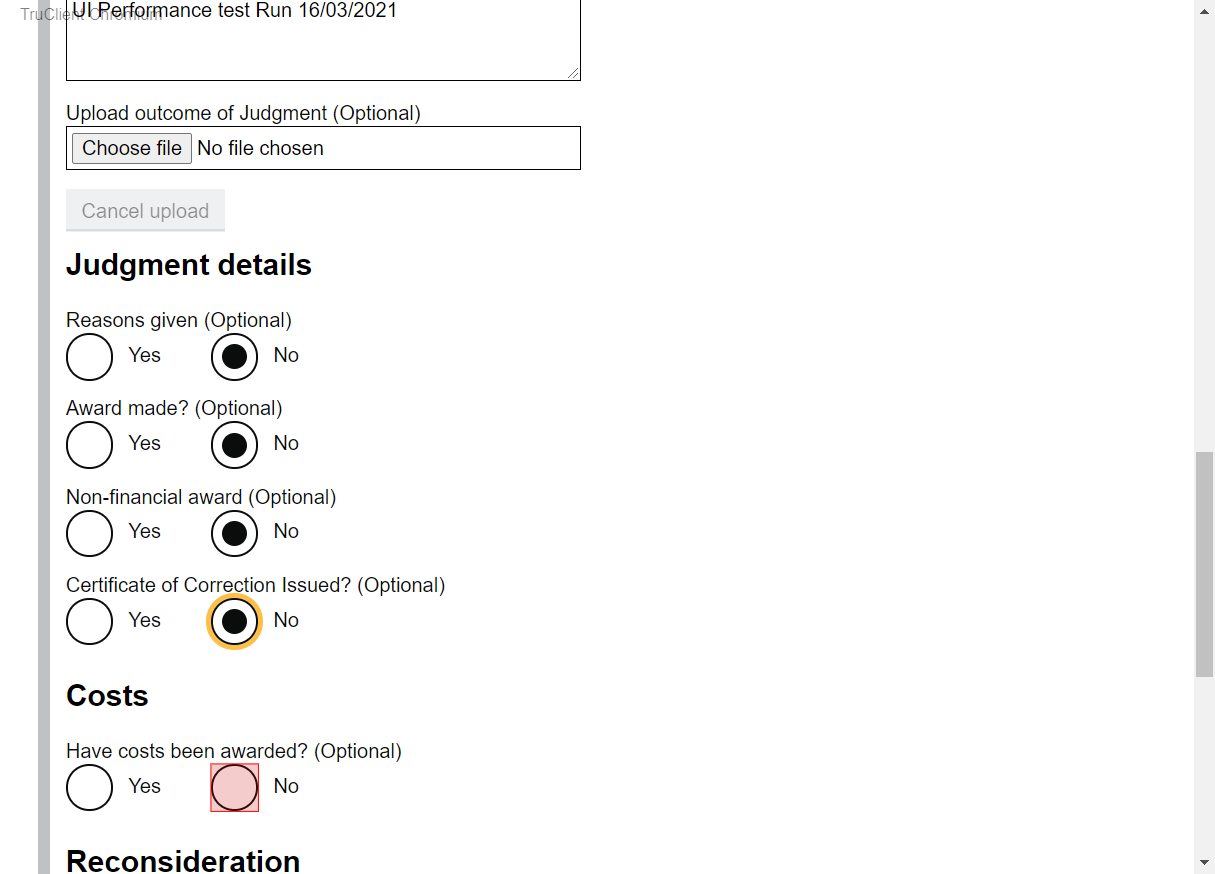 TruClient Chromium
UI Performance test Run 16/03/2021
Upload outcome of Judgment (Optional)
Choose file No file chosen
Cancel upload
Judgment details
Reasons given (Optional)
Yes No
Award made? (Optional)
Yes No
Non-financial award (Optional)
Yes No
Certificate of Correction Issued? (Optional)
Yes No
Costs
Have costs been awarded? (Optional)
Yes No
Reconsideration